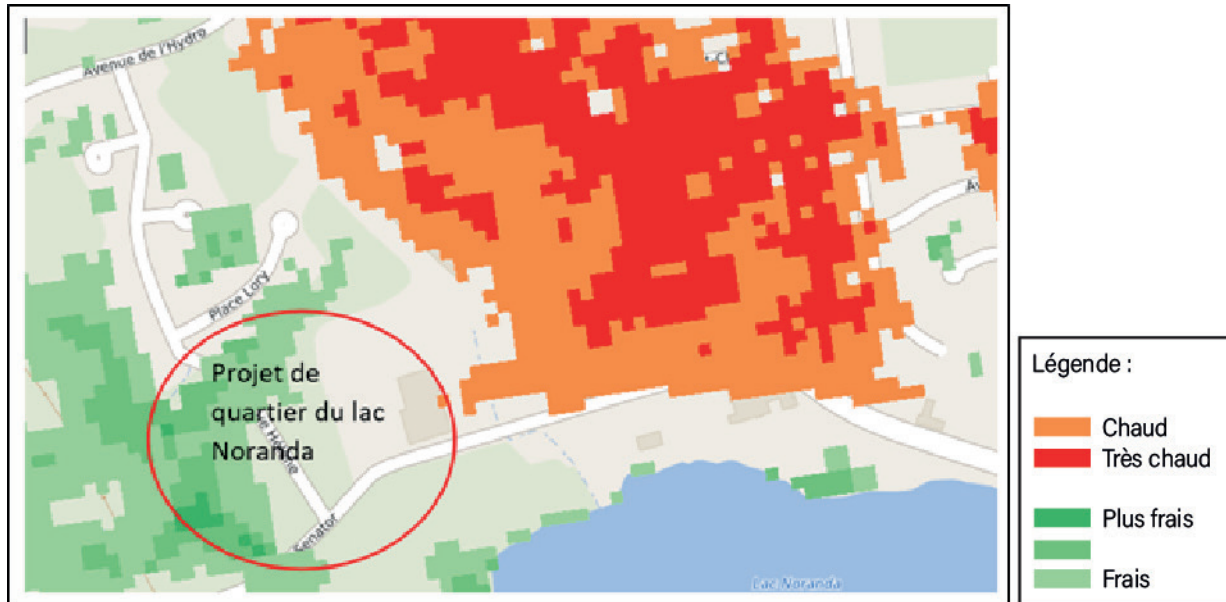 Avenue de l'Hydro
Place Lory
Projet de
quartier du lac
Noranda
Senator
Lac Noranda
Légende :
Chaud
Très chaud
Plus frais
Frais